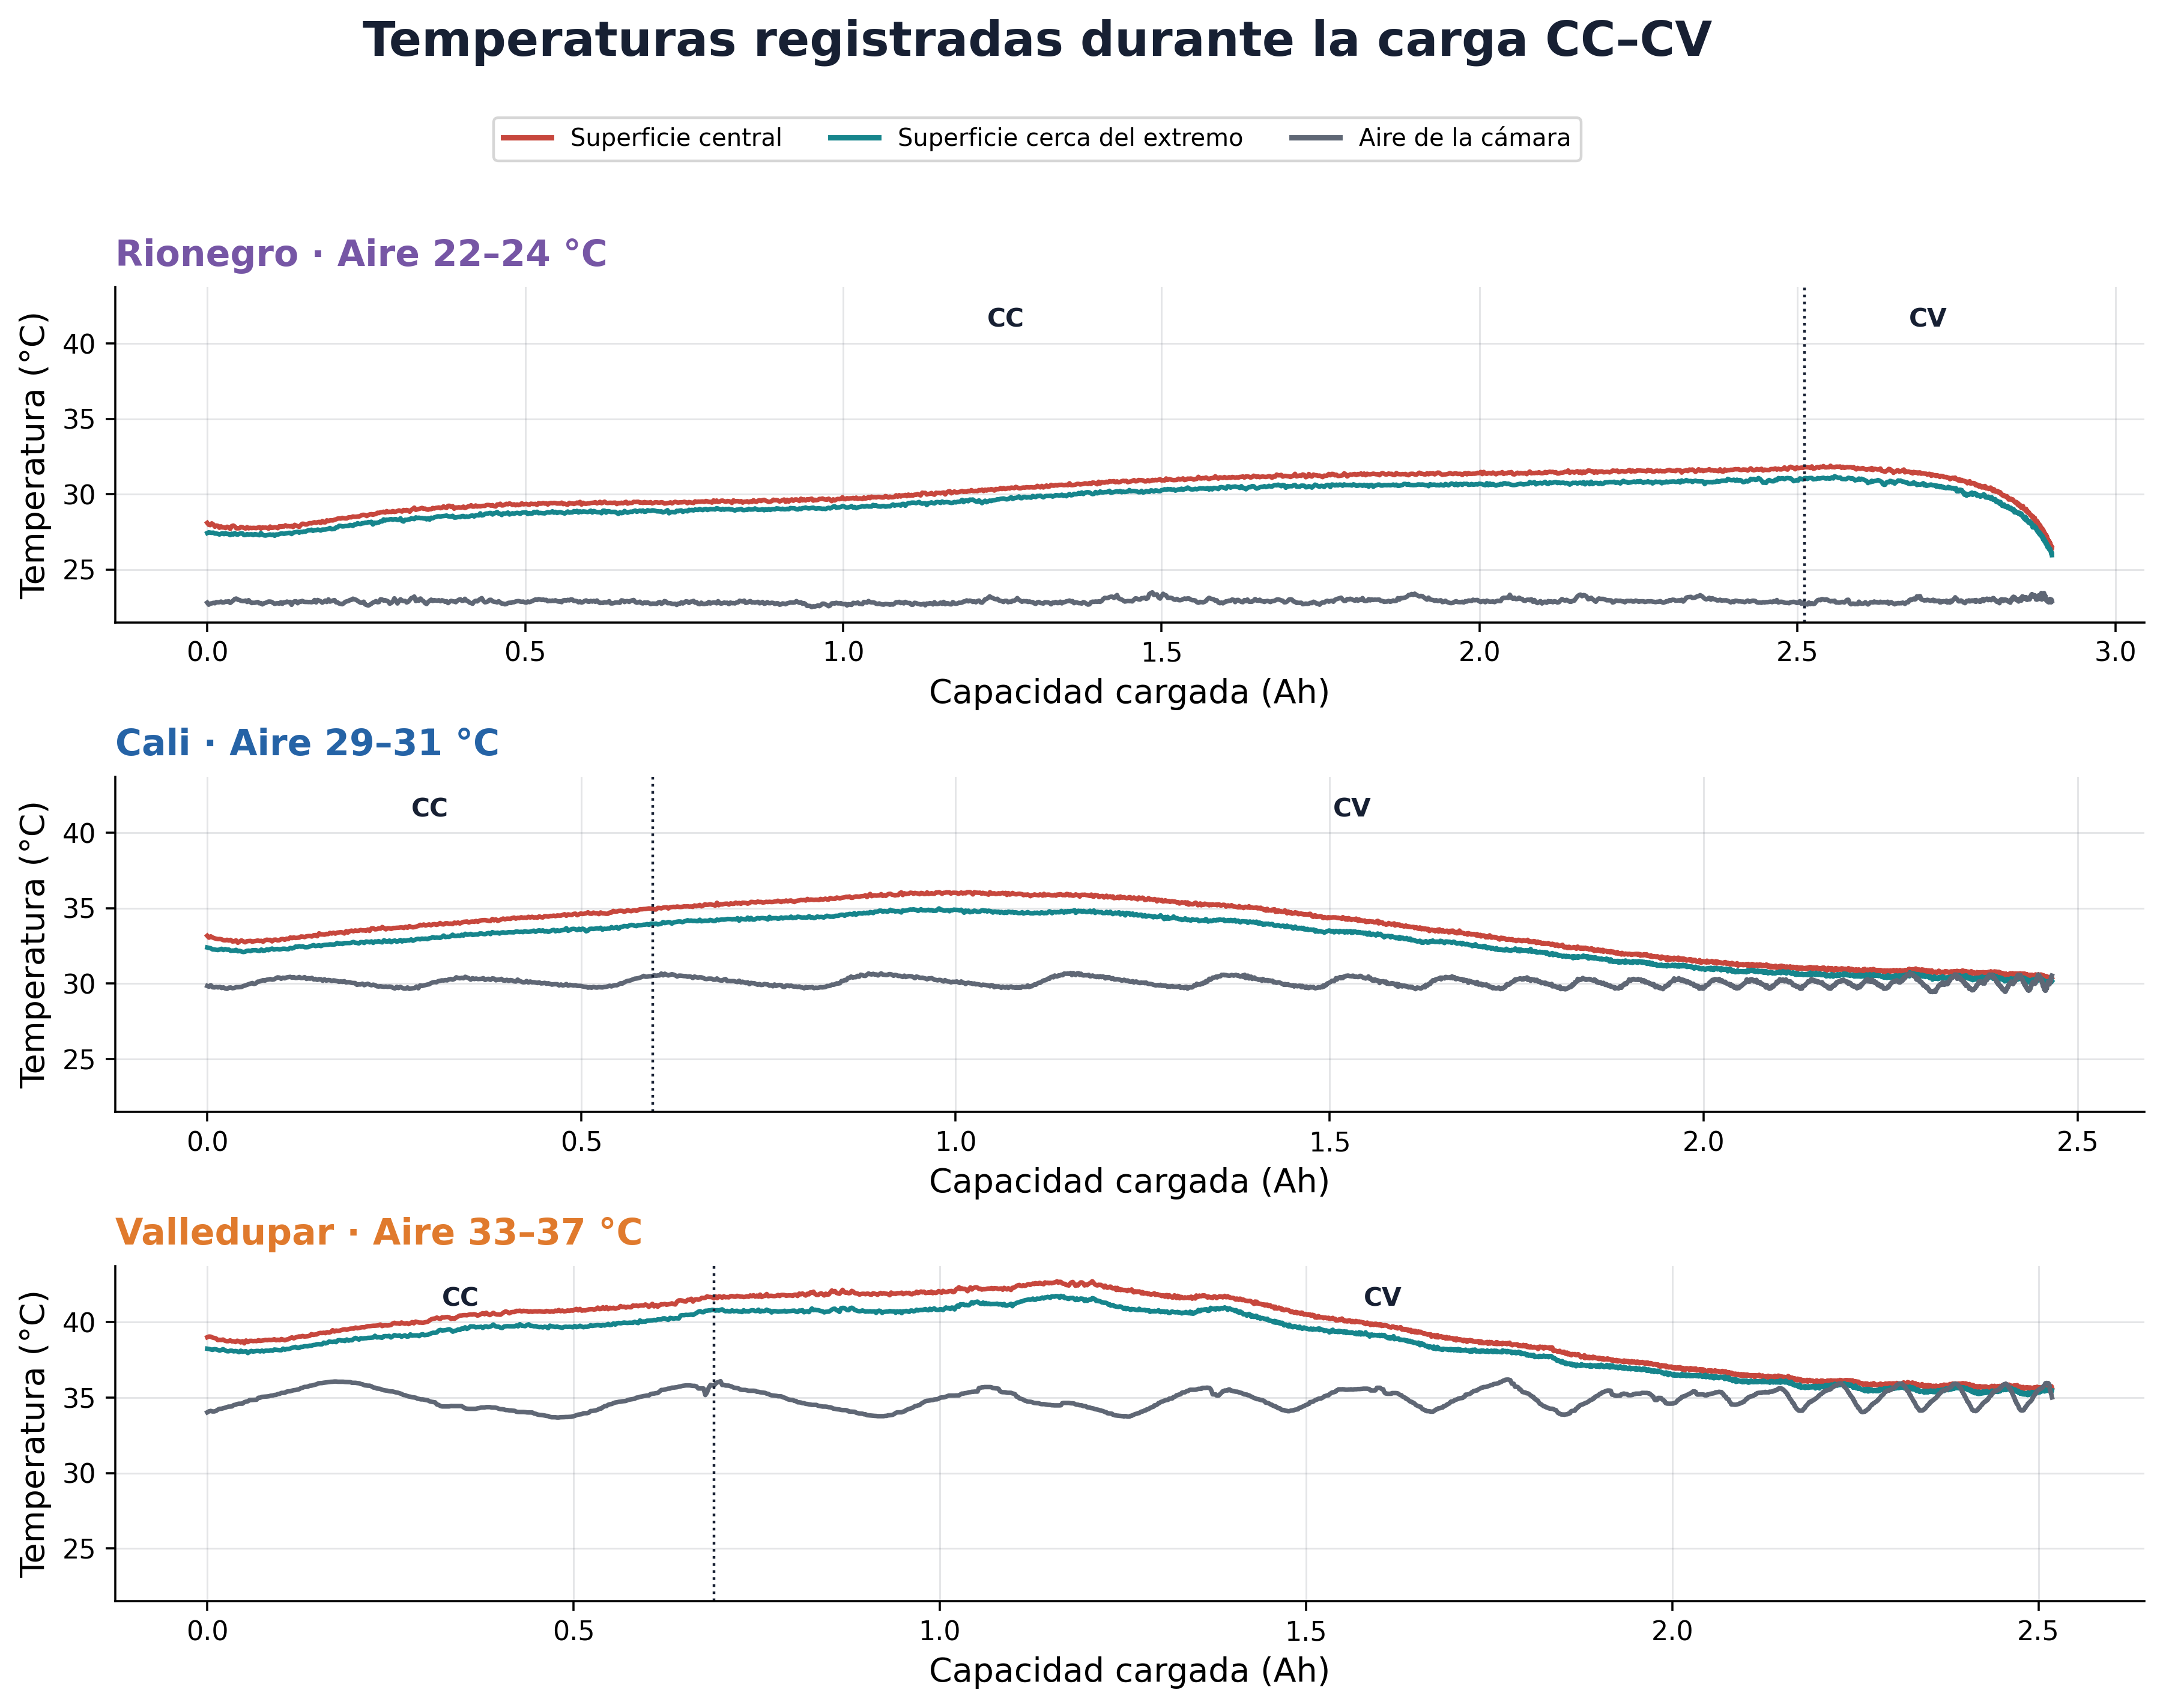 Temperaturas registradas durante la carga CC–CV
Superficie central Superficie cerca del extremo Aire de la cámara
Rionegro · Aire 22–24 °C
CC CV
Temperatura (°C)
40
35
30
25
0.0 0.5 1.0 1.5 2.0 2.5 3.0
Capacidad cargada (Ah)
Cali · Aire 29–31 °C
CC CV
Temperatura (°C)
40
35
30
25
0.0 0.5 1.0 1.5 2.0 2.5
Capacidad cargada (Ah)
Valledupar · Aire 33–37 °C
CC CV
Temperatura (°C)
40
35
30
25
0.0 0.5 1.0 1.5 2.0 2.5
Capacidad cargada (Ah)